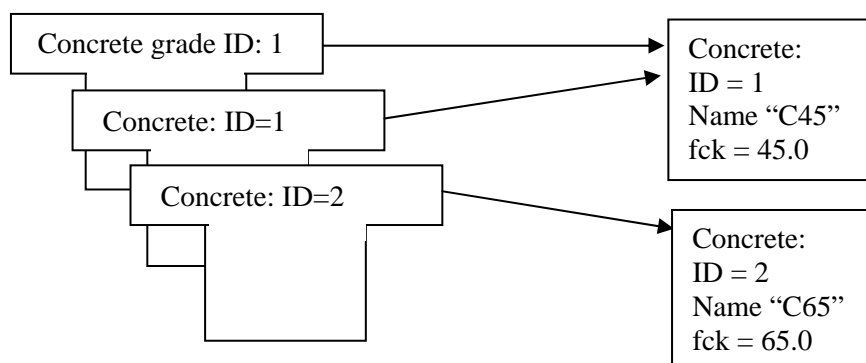 Concrete grade ID: 1
Concrete: ID=1
Concrete: ID=2
Concrete:
ID = 1
Name “C45”
fck = 45.0
Concrete:
ID = 2
Name “C65”
fck = 65.0